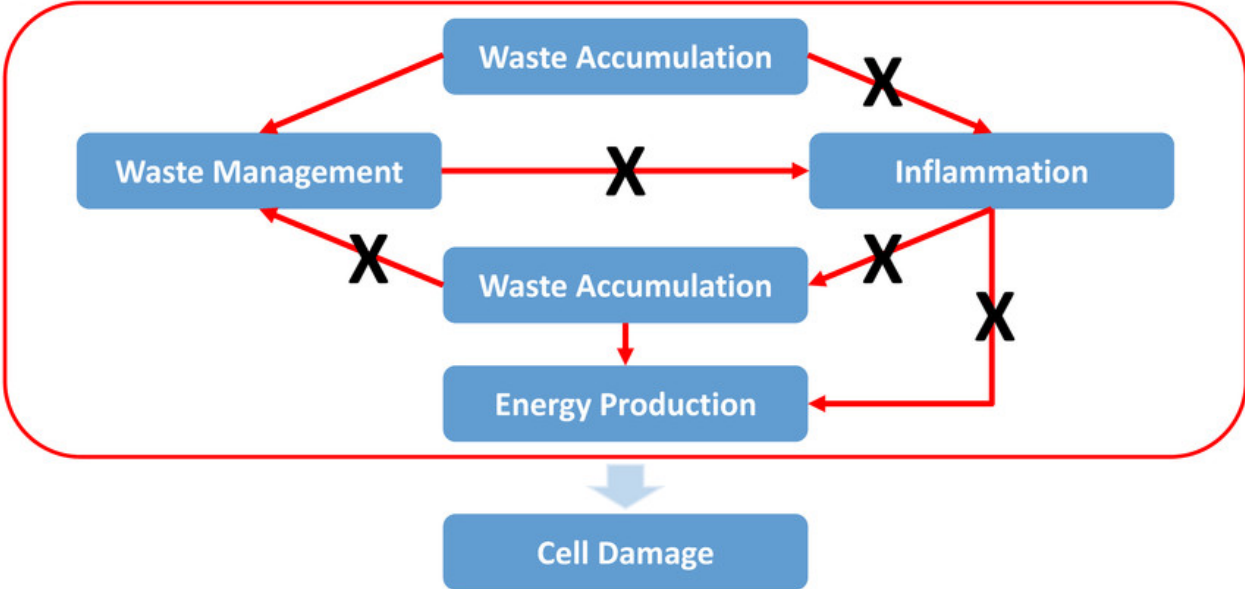 Waste Accumulation
X
Waste Management
X
Inflammation
X
Waste Accumulation
X
X
Energy Production
Cell Damage